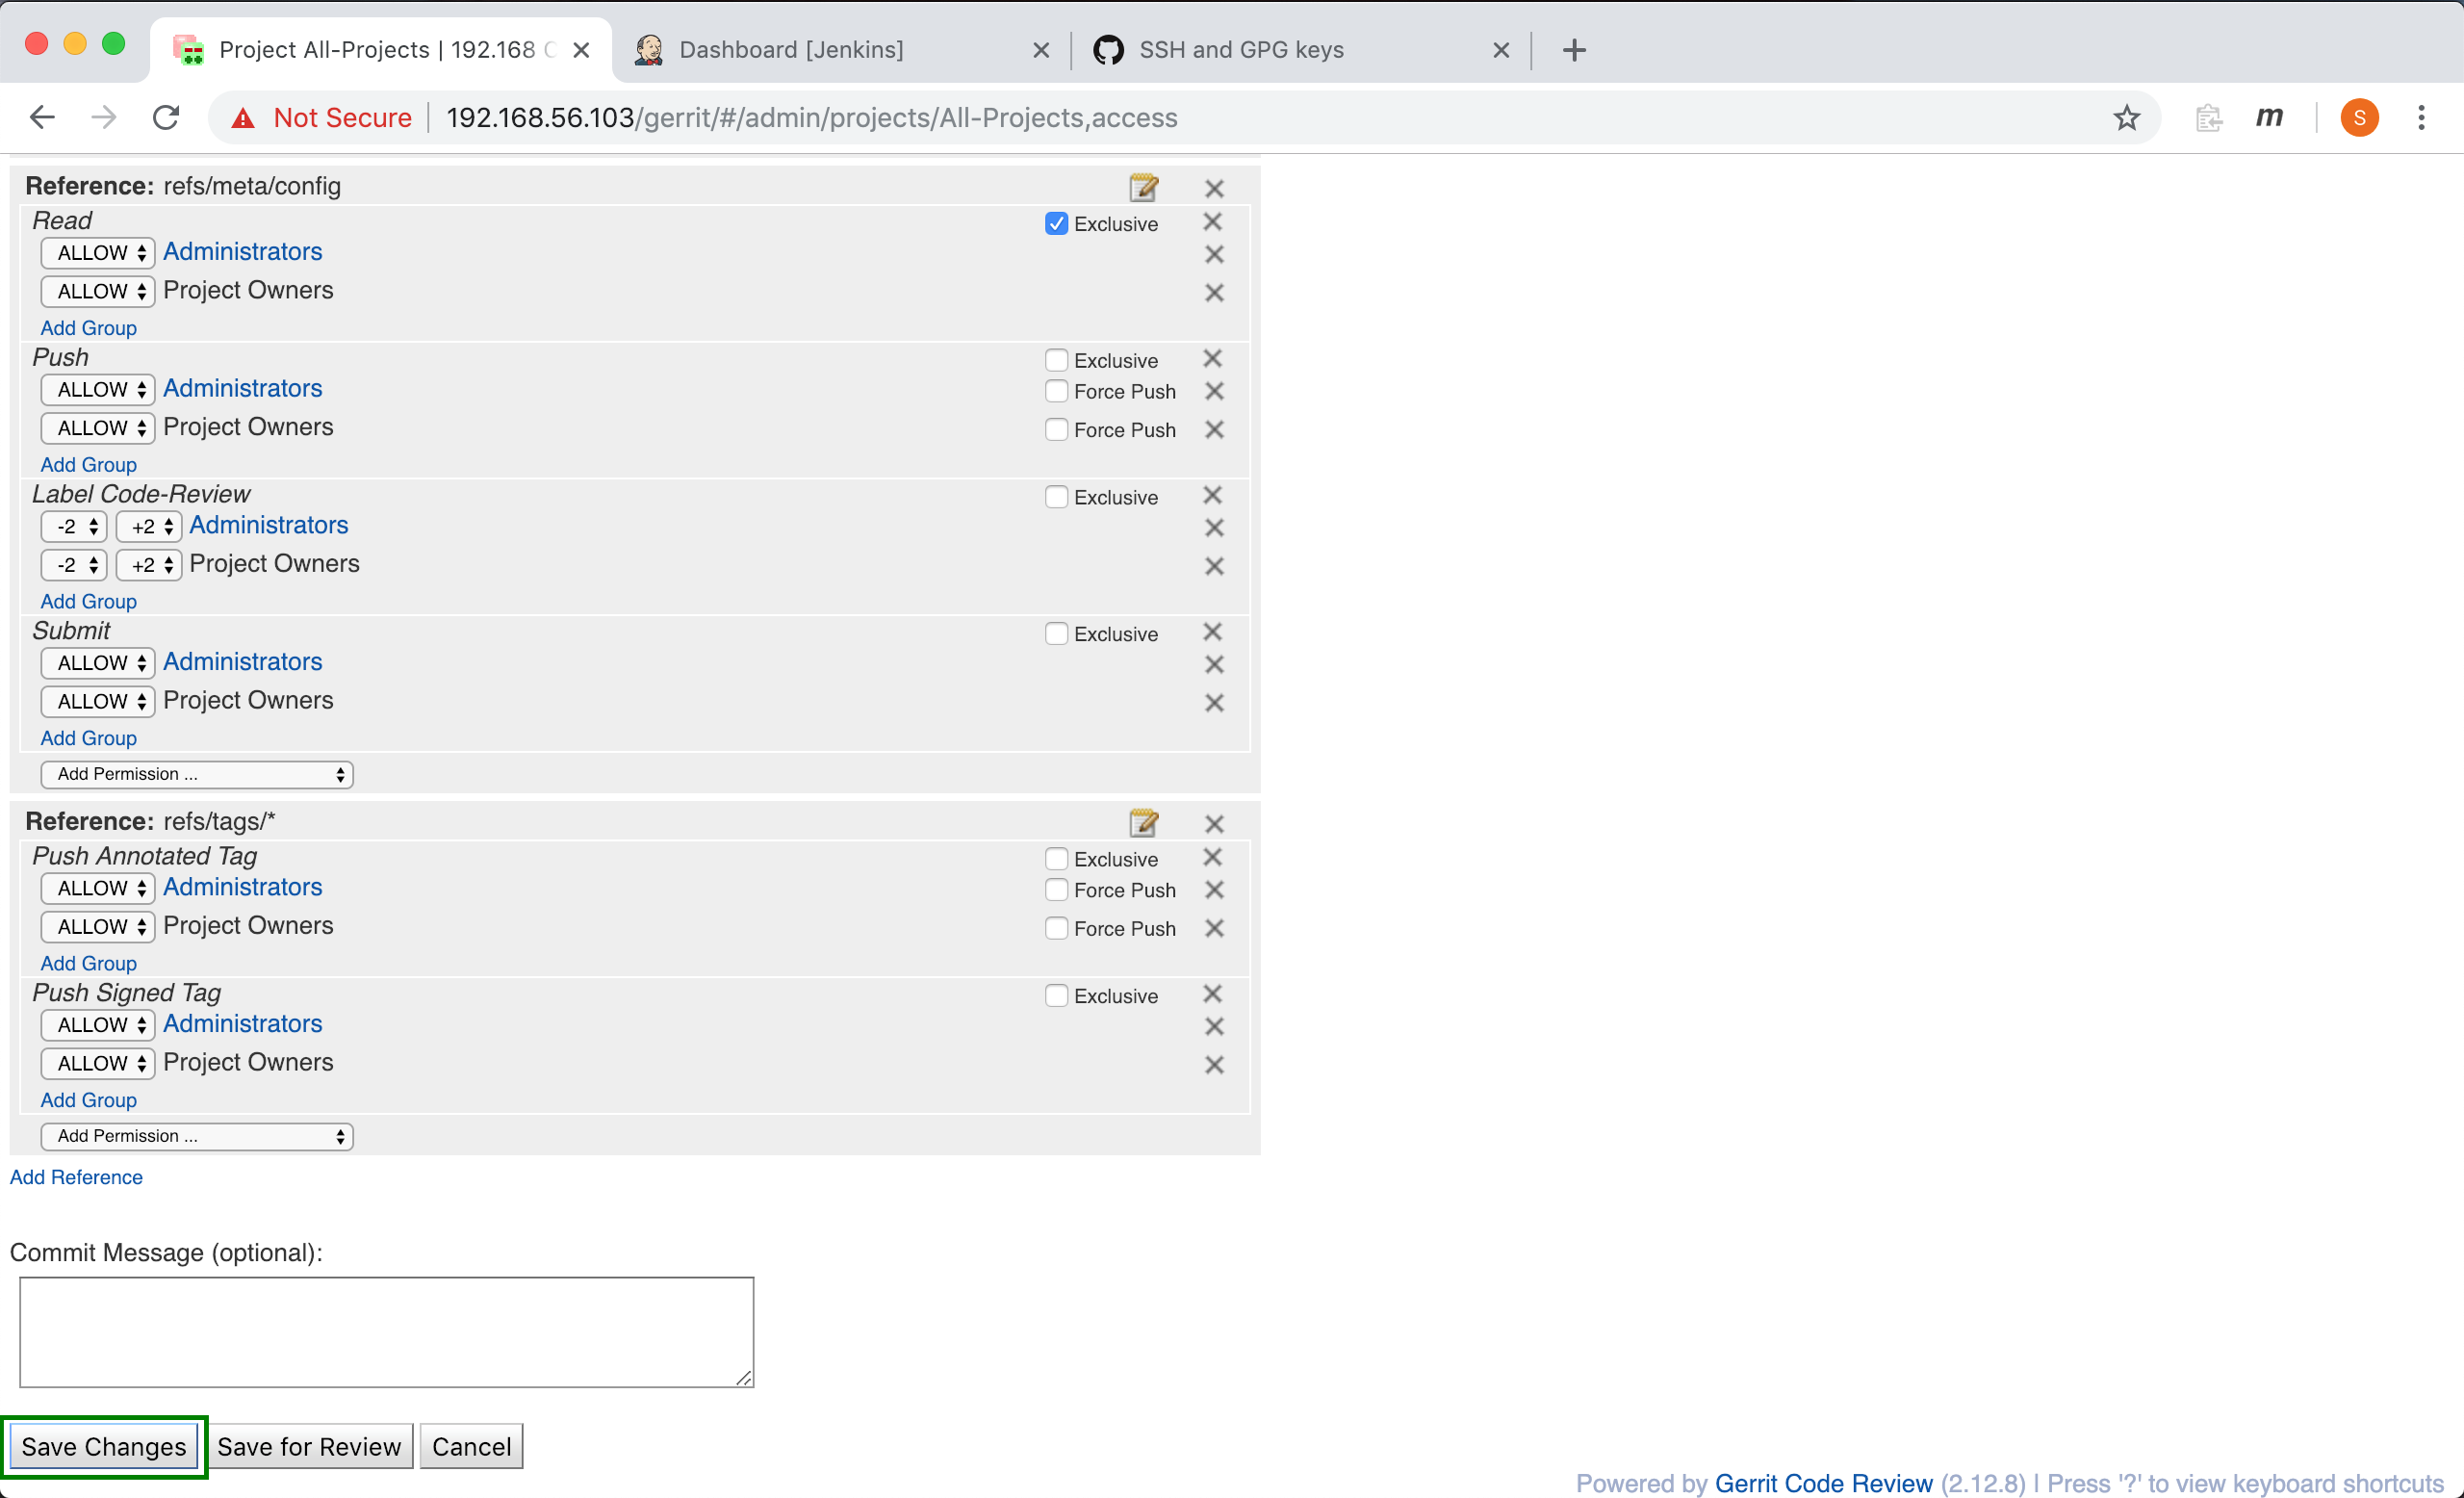 Project All-Projects | 192.168
Dashboard [Jenkins]
SSH and GPG keys
Not Secure
192.168.56.103/gerrit/#/admin/projects/All-Projects,access
m
S
Reference: refs/meta/config
Read
Exclusive
ALLOW Administrators
ALLOW Project Owners
Add Group
Push
Exclusive
ALLOW Administrators
Force Push
ALLOW Project Owners
Force Push
Add Group
Label Code-Review
Exclusive
-2 +2 Administrators
-2 +2 Project Owners
Add Group
Submit
Exclusive
ALLOW Administrators
ALLOW Project Owners
Add Group
Add Permission ...
Reference: refs/tags/*
Push Annotated Tag
Exclusive
ALLOW Administrators
Force Push
ALLOW Project Owners
Force Push
Add Group
Push Signed Tag
Exclusive
ALLOW Administrators
ALLOW Project Owners
Add Group
Add Permission ...
Add Reference
Commit Message (optional):
Save Changes
Save for Review
Cancel
Powered by Gerrit Code Review (2.12.8) | Press '?' to view keyboard shortcuts